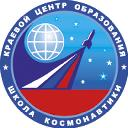 КРАЕВОЙ ЦЕНТР ОБРАЗОВАНИЯ
ШКОЛА КОСМОНАВТИКИ